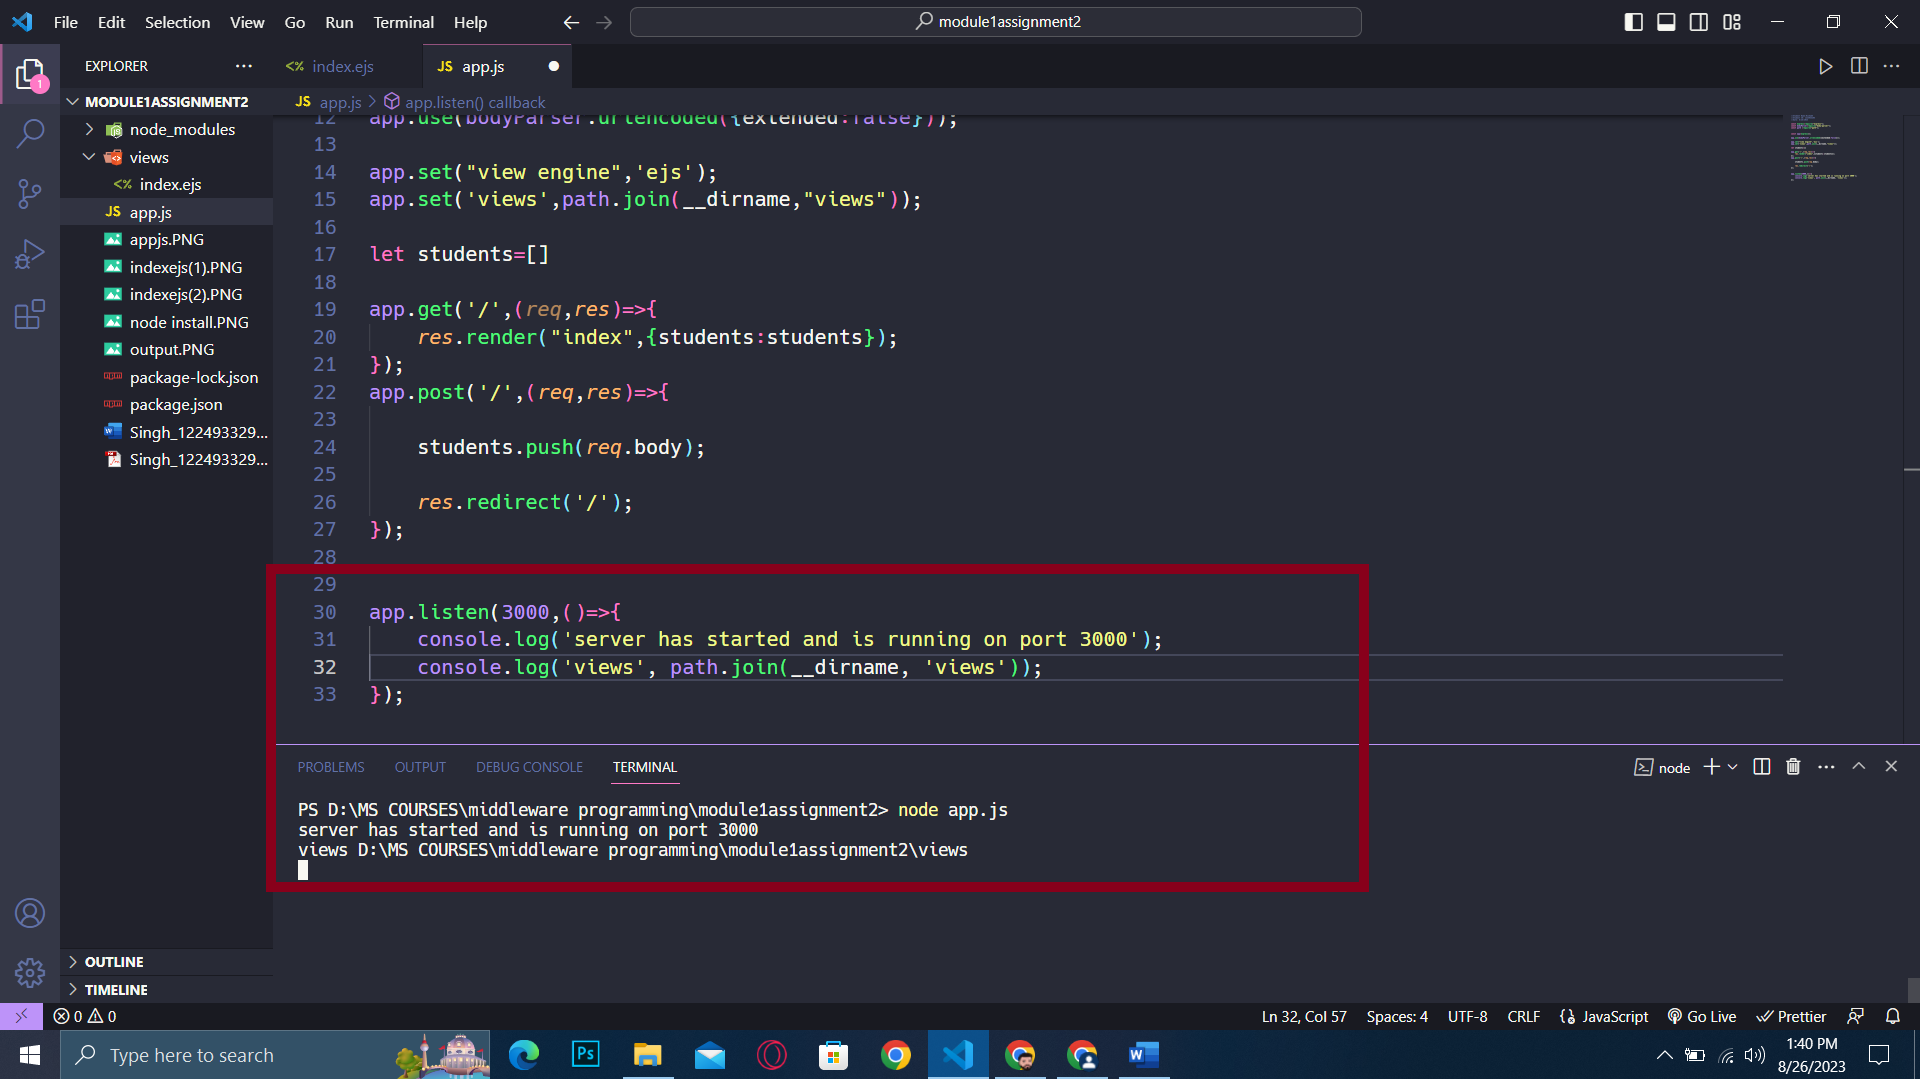 File Edit Selection View Go Run Terminal Help
module1assignment2
EXPLORER
index.ejs
JS app.js
MODULE1ASSIGNMENT2
JS app.js > app.listen() callback
node_modules
views
<% index.ejs
JS app.js
appjs.PNG
indexejs(1).PNG
indexejs(2).PNG
node install.PNG
output.PNG
package-lock.json
package.json
Singh_122493329...
Singh_122493329...
OUTLINE
TIMELINE
12 app.use(bodyParser.urlencoded({extended:false}));
13
14 app.set("view engine",'ejs');
15 app.set('views',path.join(__dirname,"views"));
16
17 let students=[]
18
19 app.get('/',(req,res)=>{
20 res.render("index",{students:students});
21 });
22 app.post('/',(req,res)=>{
23
24 students.push(req.body);
25
26 res.redirect('/');
27 });
28
29
30 app.listen(3000,()=>{
31 console.log('server has started and is running on port 3000');
32 console.log('views', path.join(__dirname, 'views'));
33 });
PROBLEMS OUTPUT DEBUG CONSOLE TERMINAL
node
PS D:\MS COURSES\middleware programming\module1assignment2> node app.js
server has started and is running on port 3000
views D:\MS COURSES\middleware programming\module1assignment2\views
0 0
Ln 32, Col 57 Spaces: 4 UTF-8 CRLF JavaScript Go Live Prettier
Type here to search
1:40 PM
8/26/2023